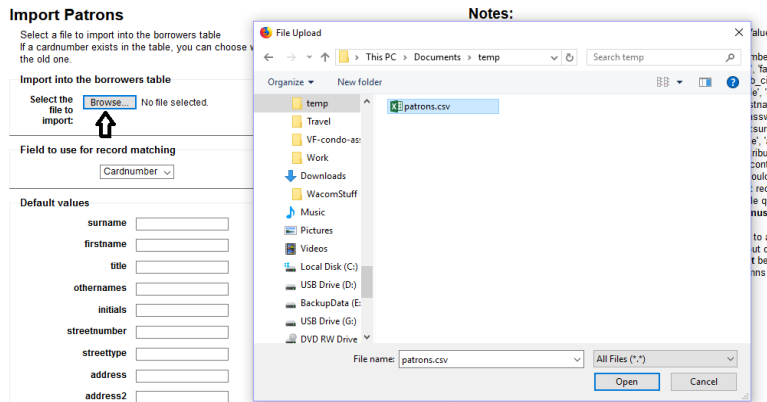 Import Patrons
Select a file to import into the borrowers table
If a cardnumber exists in the table, you can choose
the old one.
Import into the borrowers table
Select the
file to
import:
Browse...
No file selected.
Field to use for record matching
Cardnumber
Default values
surname
firstname
title
othernames
initials
streetnumber
streettype
address
address2
Notes:
File Upload
This PC
Documents
temp
Search temp
Organize
New folder
temp
Travel
VF-condo-as
Work
Downloads
WacomStuff
Music
Pictures
Videos
Local Disk (C:)
USB Drive (D:)
BackupData (E:
USB Drive (G:)
DVD RW Drive
patrons.csv
File name:
patrons.csv
All Files (*.*)
Open
Cancel